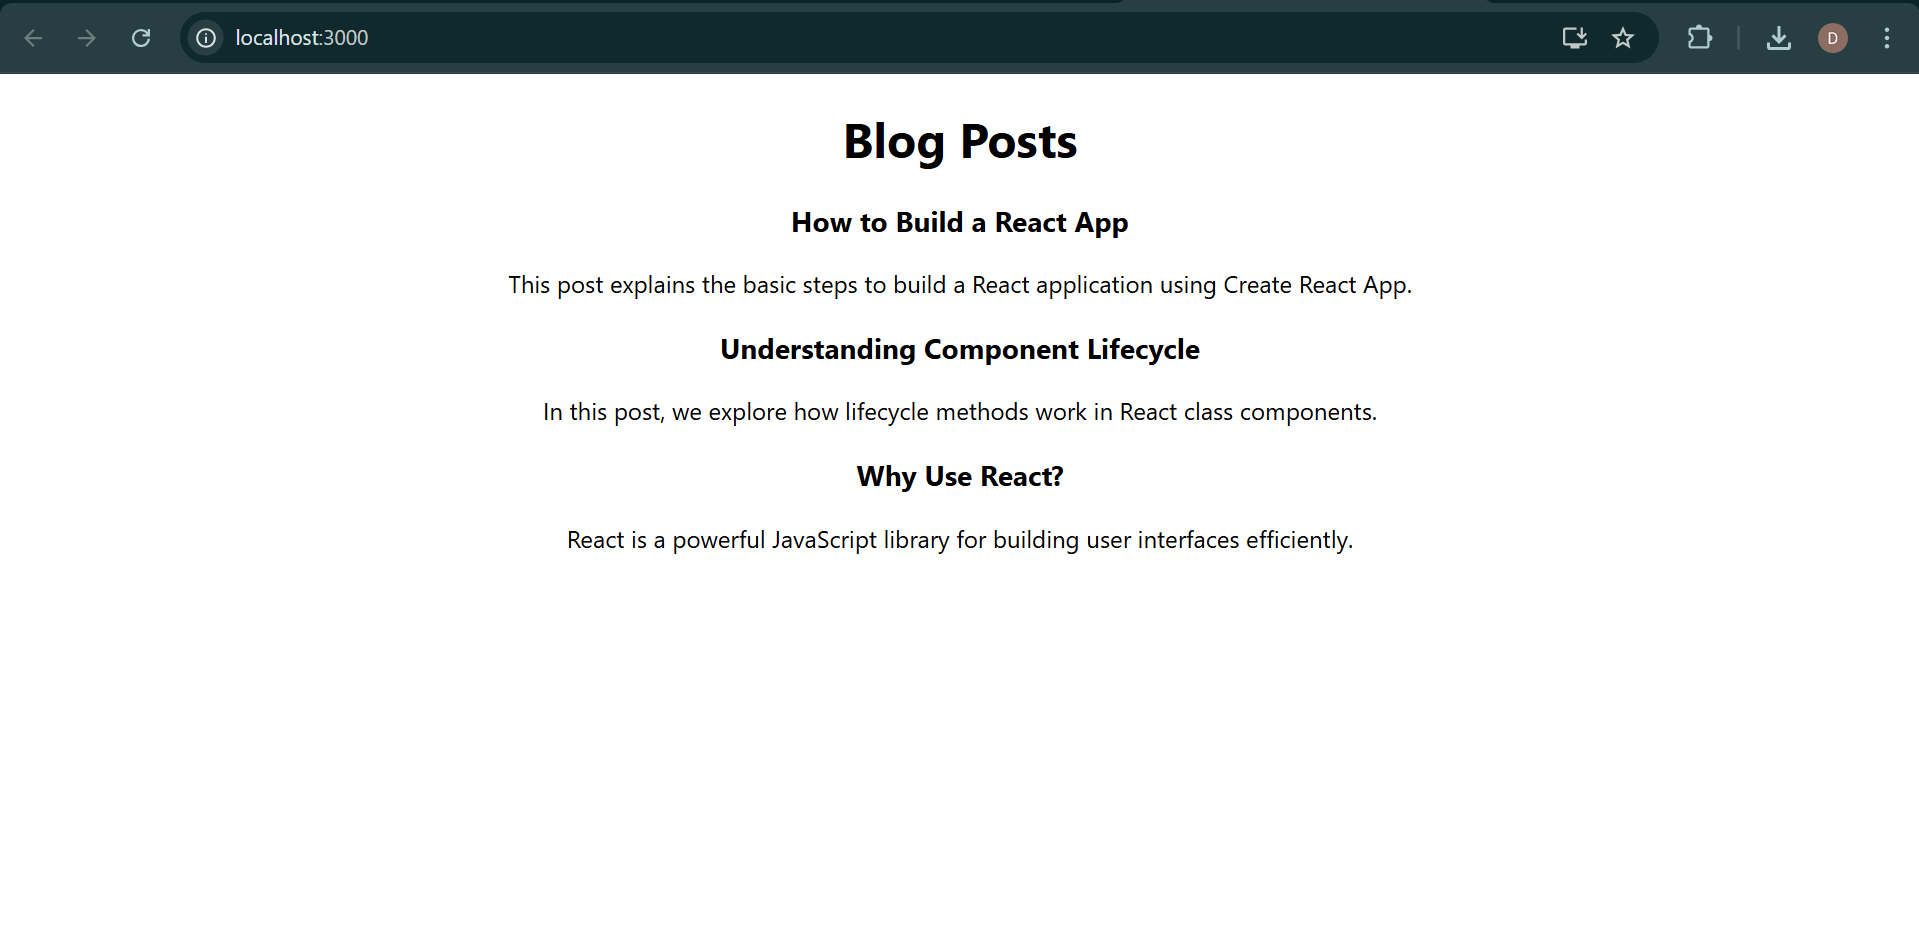 localhost:3000
D
Blog Posts
How to Build a React App
This post explains the basic steps to build a React application using Create React App.
Understanding Component Lifecycle
In this post, we explore how lifecycle methods work in React class components.
Why Use React?
React is a powerful JavaScript library for building user interfaces efficiently.